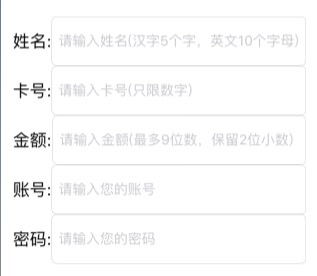 姓名: 请输入姓名(汉字5个字，英文10个字母)
卡号: 请输入卡号(只限数字)
金额: 请输入金额(最多9位数，保留2位小数)
账号: 请输入您的账号
密码: 请输入您的密码